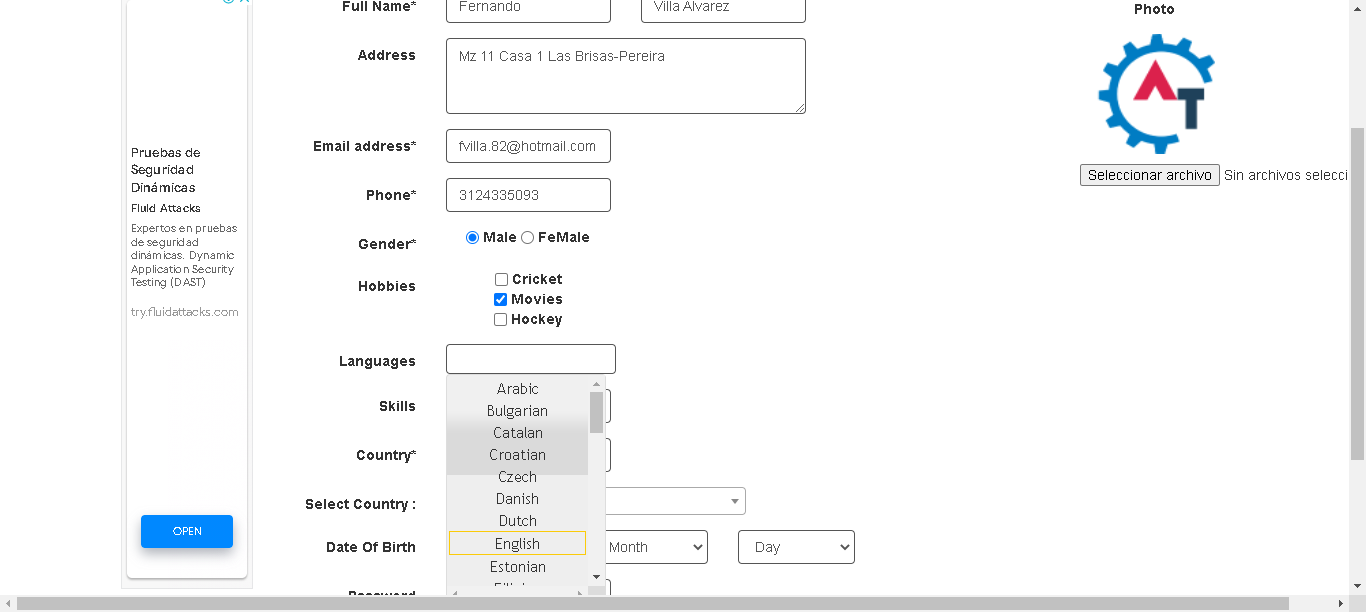 Full Name*
Fernando
Villa Alvarez
Photo
Address
Mz 11 Casa 1 Las Brisas-Pereira
AT
Email address*
fvilla.82@hotmail.com
Seleccionar archivo Sin archivos selecci
Phone*
3124335093
Gender*
Male FeMale
Hobbies
Cricket
Movies
Hockey
Languages
Arabic
Bulgarian
Catalan
Croatian
Czech
Danish
Dutch
English
Estonian
Skills
Country*
Select Country :
Date Of Birth
Month
Day
Password
Pruebas de
Seguridad
Dinámicas
Fluid Attacks
Expertos en pruebas
de seguridad
dinámicas. Dynamic
Application Security
Testing (DAST)
try.fluidattacks.com
OPEN